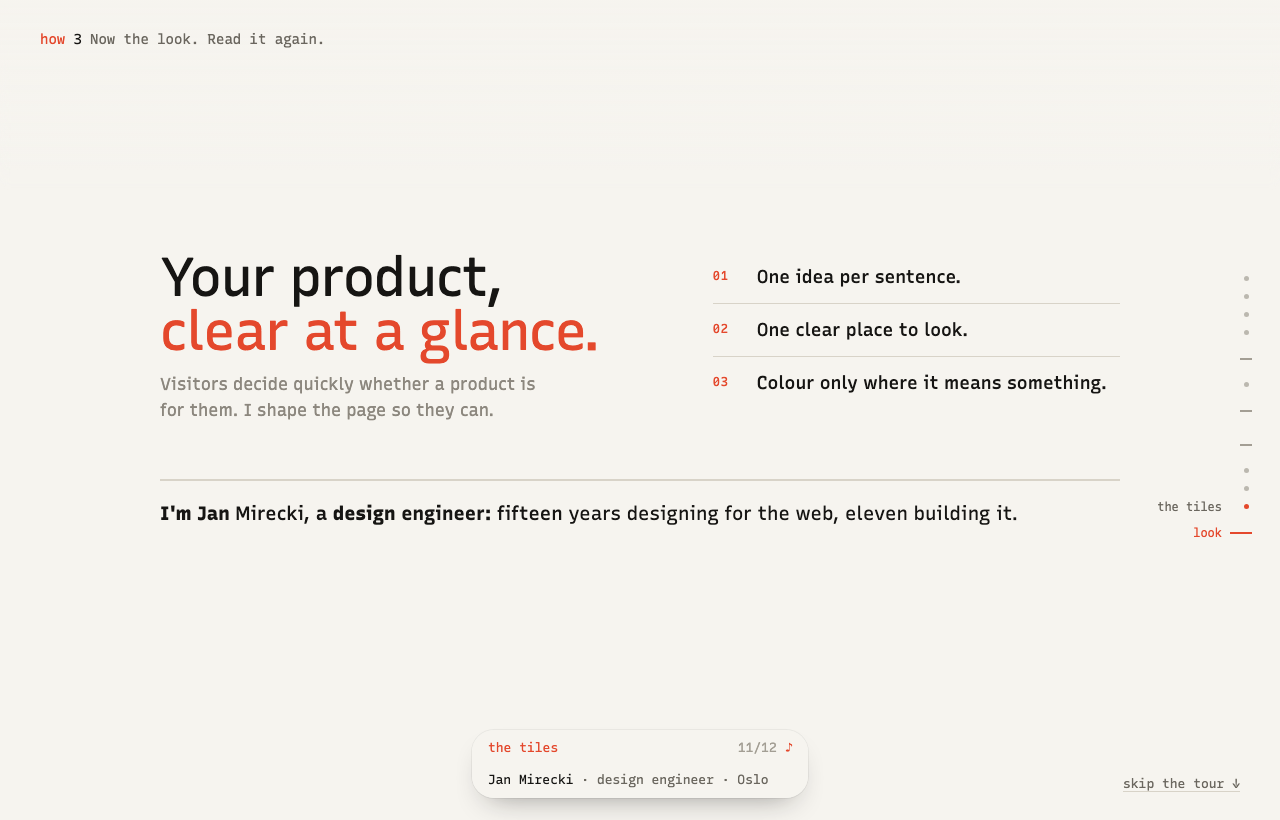 how 3 Now the look. Read it again.
Your product,
clear at a glance.
Visitors decide quickly whether a product is
for them. I shape the page so they can.
01 One idea per sentence.
02 One clear place to look.
03 Colour only where it means something.
I'm Jan Mirecki, a design engineer: fifteen years designing for the web, eleven building it.
the tiles
look
the tiles 11/12 ♪
Jan Mirecki · design engineer · Oslo
skip the tour ↓